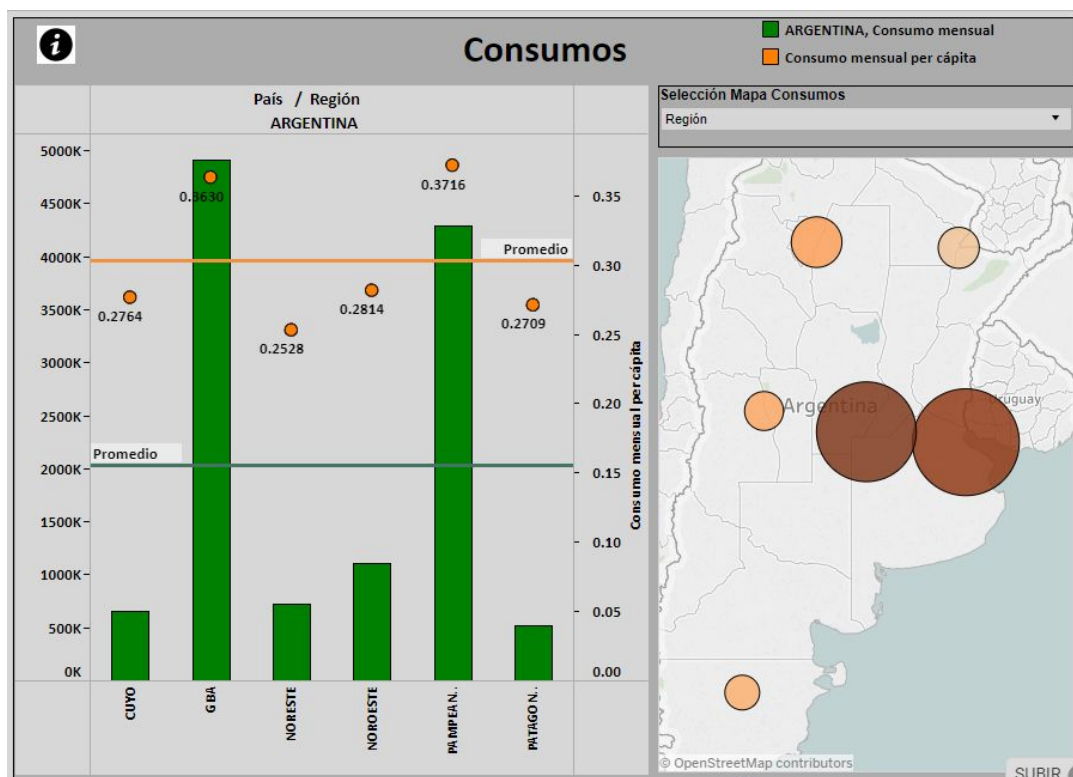 i
Consumos
ARGENTINA, Consumo mensual
Consumo mensual per cápita
País / Región
ARGENTINA
5000K
4500K
4000K
3500K
3000K
2500K
2000K
1500K
1000K
500K
0K
0.3630
0.3716
0.2764
0.2814
0.2528
0.2709
Promedio
Promedio
0.35
0.30
0.25
0.20
0.15
0.10
0.05
0.00
Consumo mensual per cápita
CUYO
GBA
NORESTE
NOROESTE
PAMPEAN..
PATAGON..
Selección Mapa Consumos
Región
Argentina
Uruguay
© OpenStreetMap contributors
SUBIR